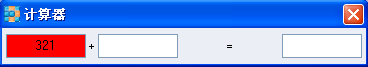 计算器
321 + =